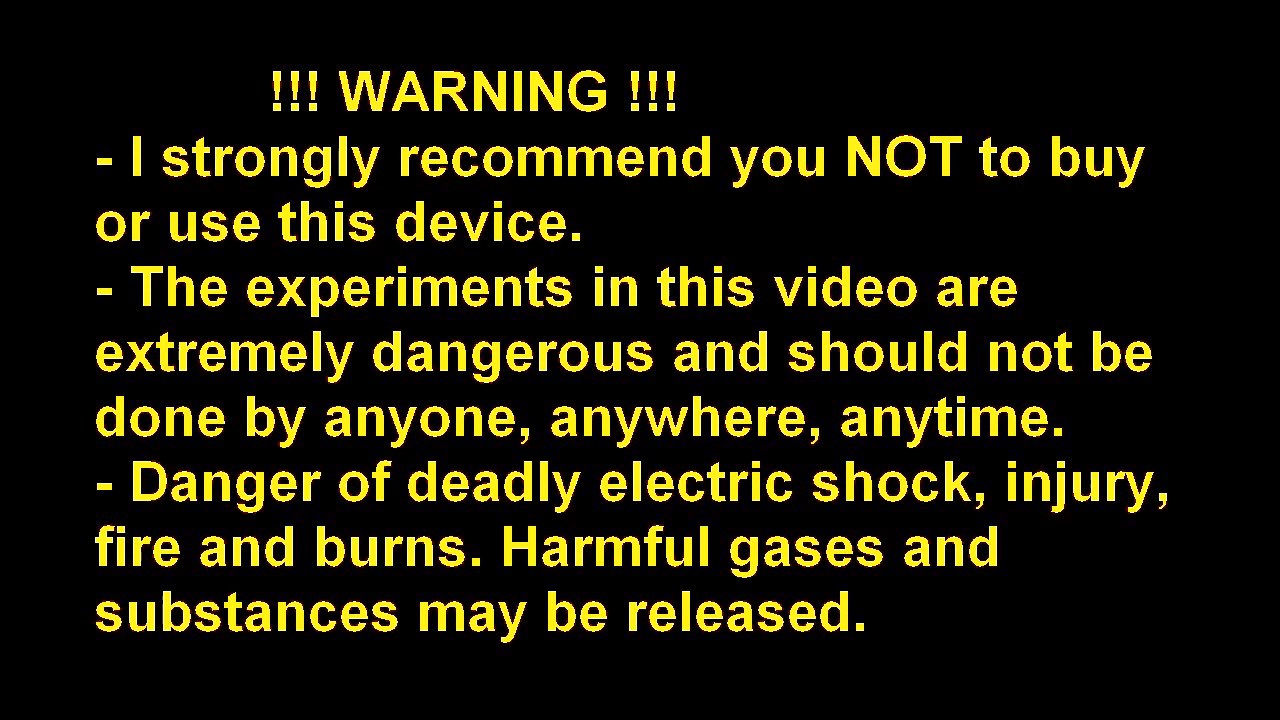 !!! WARNING !!!
- I strongly recommend you NOT to buy
or use this device.
- The experiments in this video are
extremely dangerous and should not be
done by anyone, anywhere, anytime.
- Danger of deadly electric shock, injury,
fire and burns. Harmful gases and
substances may be released.